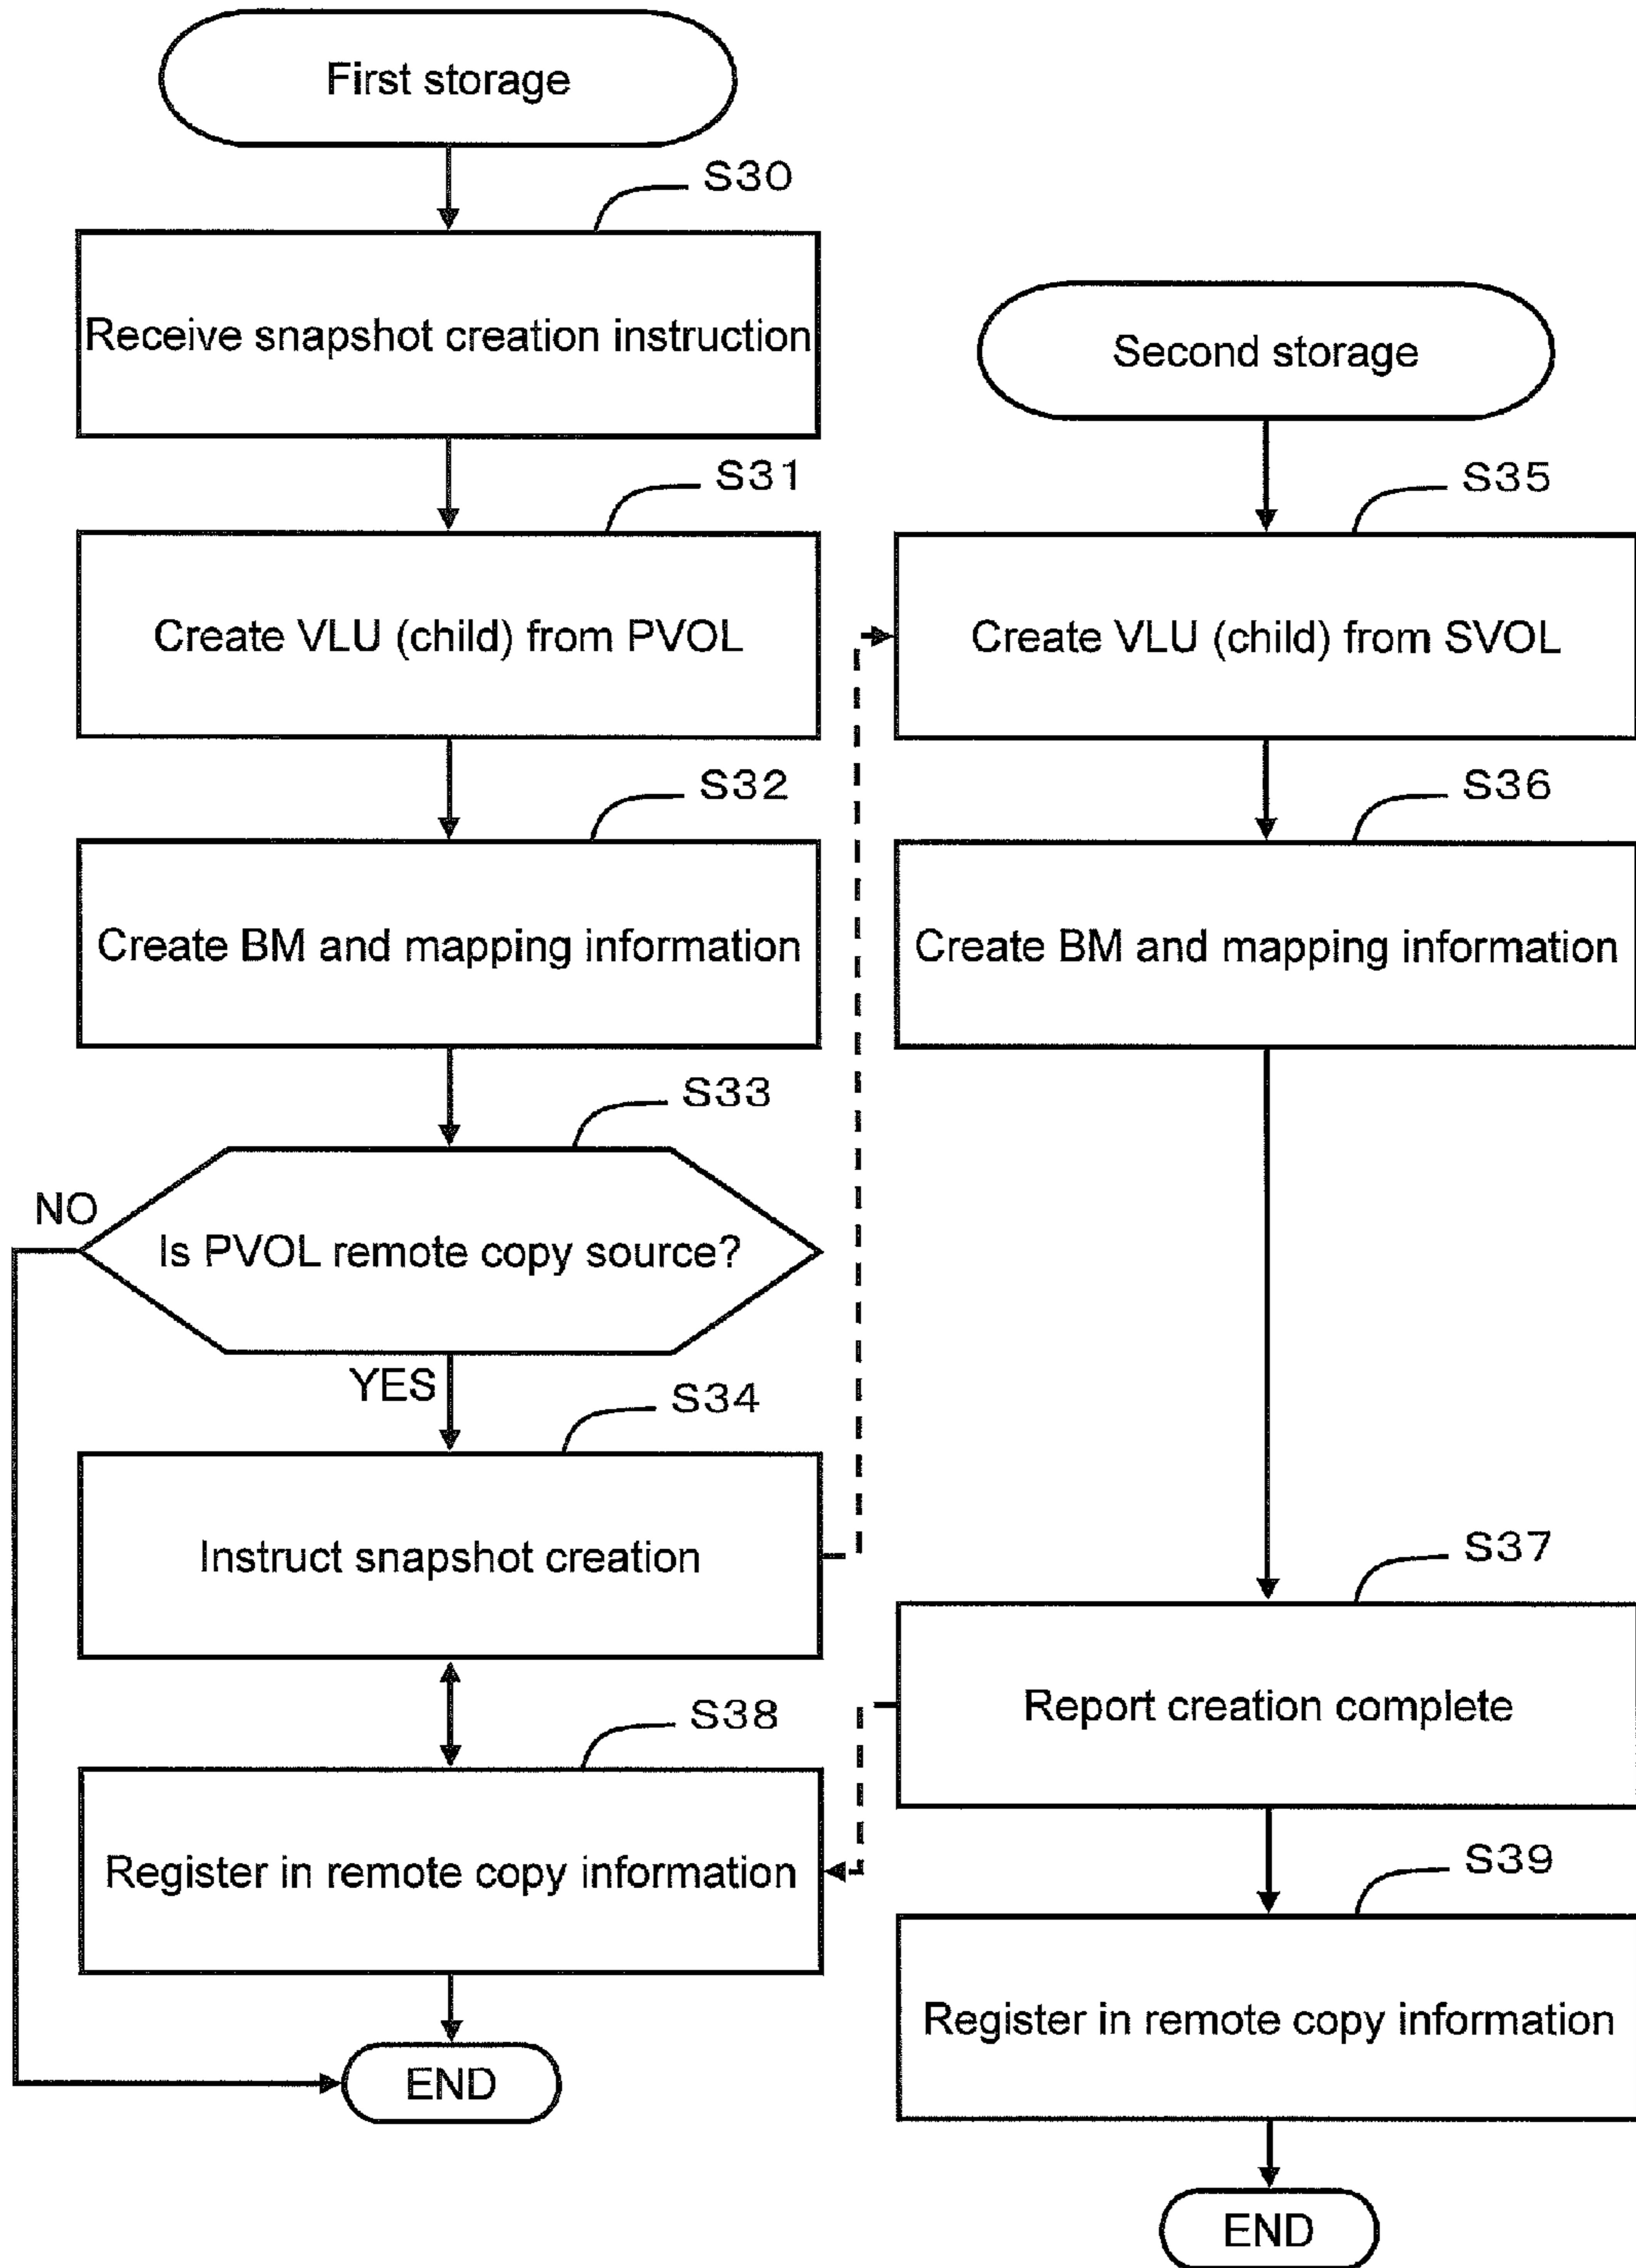 First storage
S30
Receive snapshot creation instruction
Second storage
S31
S35
Create VLU (child) from PVOL
Create VLU (child) from SVOL
S32
S36
Create BM and mapping information
Create BM and mapping information
S33
NO
Is PVOL remote copy source?
YES
S34
Instruct snapshot creation
S37
Report creation complete
S38
Register in remote copy information
S39
Register in remote copy information
END
END